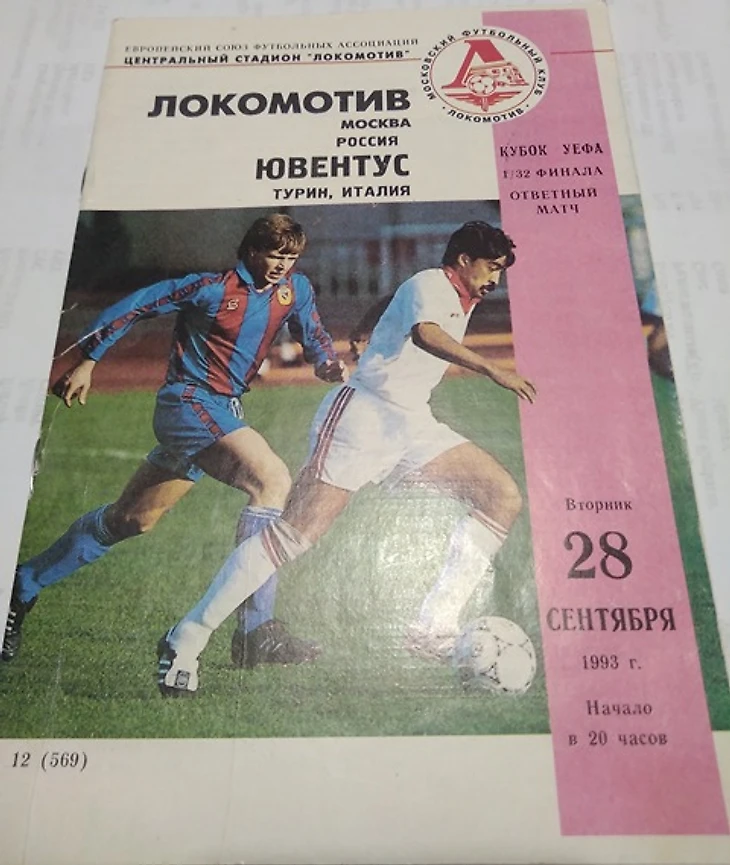 ЕВРОПЕЙСКИЙ СОЮЗ ФУТБОЛЬНЫХ АССОЦИАЦИЙ
ЦЕНТРАЛЬНЫЙ СТАДИОН "ЛОКОМОТИВ"
МОСКОВСКИЙ ФУТБОЛЬНЫЙ КЛУБ
• ЛОКОМОТИВ •
ЛОКОМОТИВ
МОСКВА
РОССИЯ
ЮВЕНТУС
ТУРИН, ИТАЛИЯ
КУБОК УЕФА
1/32 ФИНАЛА
ОТВЕТНЫЙ
МАТЧ
Вторник
28
СЕНТЯБРЯ
1993 г.
Начало
в 20 часов
12 (569)